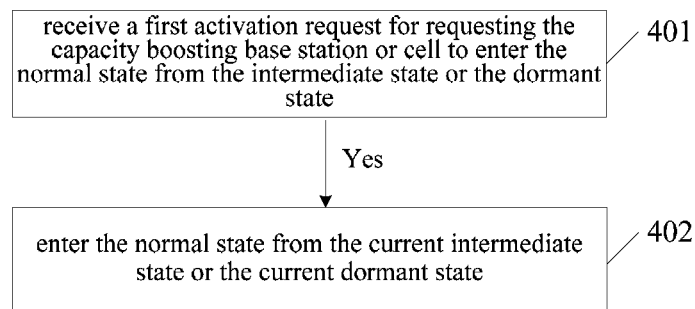 receive a first activation request for requesting the
capacity boosting base station or cell to enter the
normal state from the intermediate state or the dormant
state
401
Yes
enter the normal state from the current intermediate
state or the current dormant state
402